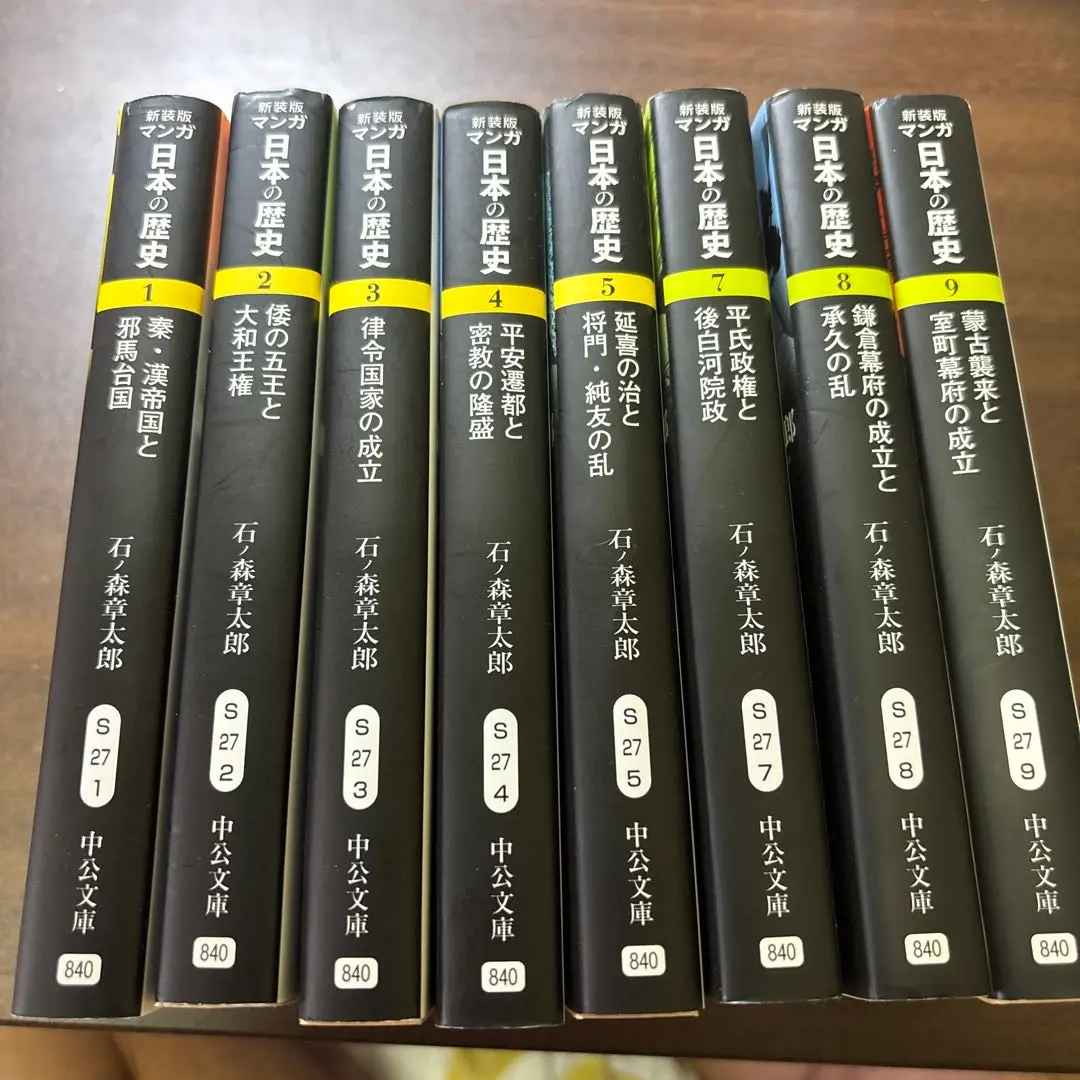 新装版
マンガ
日本の歴史
1
秦・漢帝国と
邪馬台国
石ノ森章太郎
S
27
1
中公文庫
840
新装版
マンガ
日本の歴史
2
倭の五王と
大和王権
石ノ森章太郎
S
27
2
中公文庫
840
新装版
マンガ
日本の歴史
3
律令国家の成立
石ノ森章太郎
S
27
3
中公文庫
840
新装版
マンガ
日本の歴史
4
平安遷都と
密教の隆盛
石ノ森章太郎
S
27
4
中公文庫
840
新装版
マンガ
日本の歴史
5
延喜の治と
将門・純友の乱
石ノ森章太郎
S
27
5
中公文庫
840
新装版
マンガ
日本の歴史
7
平氏政権と
後白河院政
石ノ森章太郎
S
27
7
中公文庫
840
新装版
マンガ
日本の歴史
8
鎌倉幕府の成立と
承久の乱
石ノ森章太郎
S
27
8
中公文庫
840
新装版
マンガ
日本の歴史
9
蒙古襲来と
室町幕府の成立
石ノ森章太郎
S
27
9
中公文庫
840